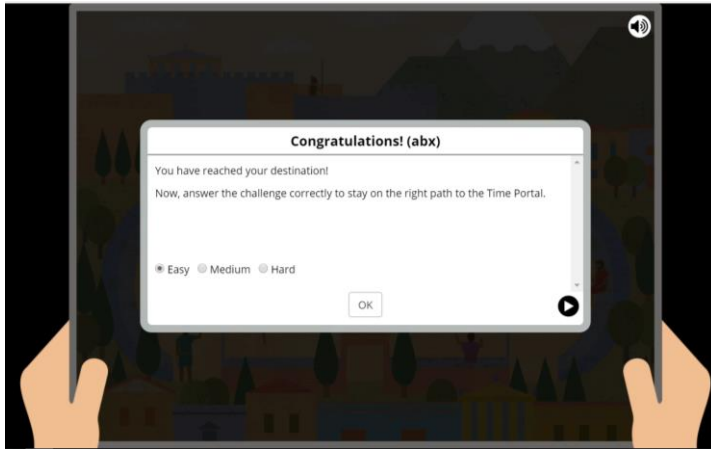 Congratulations! (abx)
You have reached your destination!
Now, answer the challenge correctly to stay on the right path to the Time Portal.
Easy Medium Hard
OK